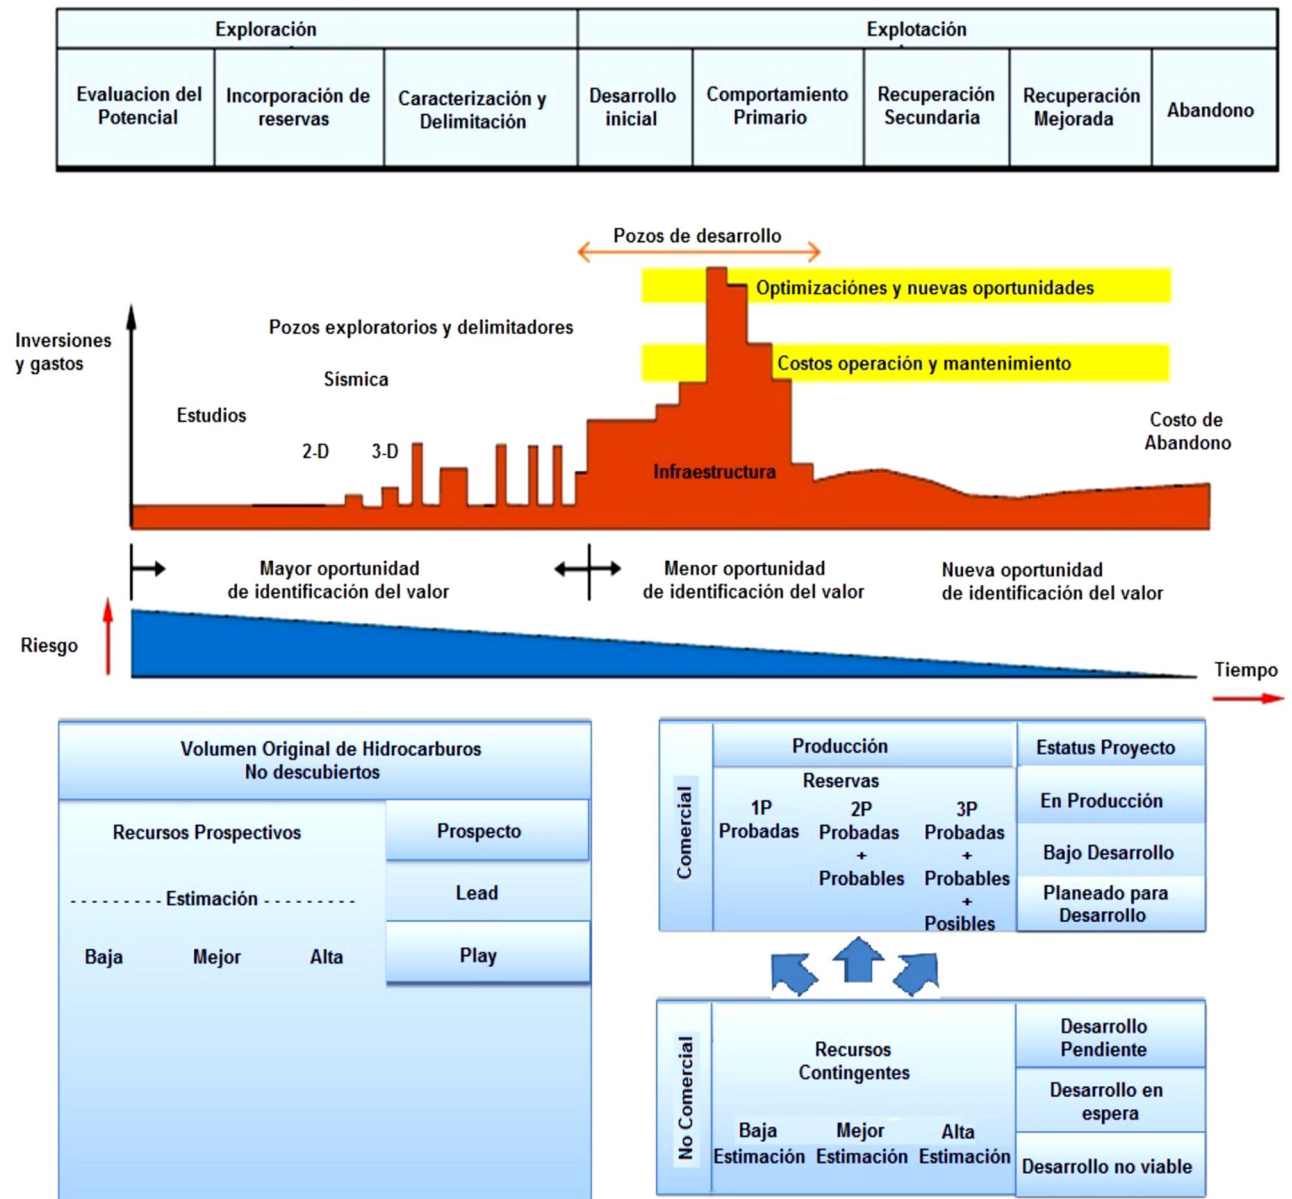 Exploración
Explotación
Evaluacion del
Potencial
Incorporación de
reservas
Caracterización y
Delimitación
Desarrollo
inicial
Comportamiento
Primario
Recuperación
Secundaria
Recuperación
Mejorada
Abandono
Pozos de desarrollo
Optimizaciónes y nuevas oportunidades
Inversiones
y gastos
Pozos exploratorios y delimitadores
Costos operación y mantenimiento
Sísmica
Estudios
2-D
3-D
Costo de
Abandono
Infraestructura
Mayor oportunidad
de identificación del valor
Menor oportunidad
de identificación del valor
Nueva oportunidad
de identificación del valor
Riesgo
Tiempo
Volumen Original de Hidrocarburos
No descubiertos
Recursos Prospectivos
Estimación
Baja
Mejor
Alta
Prospecto
Lead
Play
Comercial
Producción
Reservas
1P
Probadas
2P
Probadas
+
Probables
3P
Probadas
+
Probables
+
Posibles
Estatus Proyecto
En Producción
Bajo Desarrollo
Planeado para
Desarrollo
No Comercial
Recursos
Contingentes
Baja
Estimación
Mejor
Estimación
Alta
Estimación
Desarrollo
Pendiente
Desarrollo en
espera
Desarrollo no viable